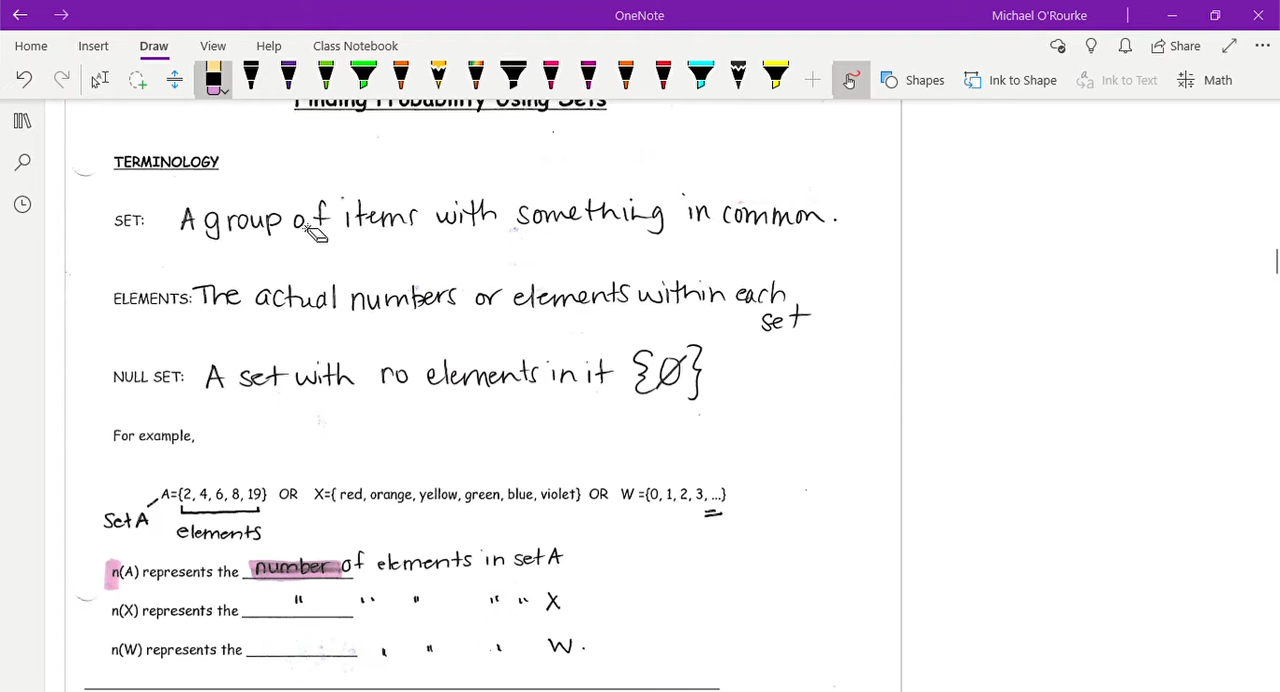 OneNote
Michael O'Rourke
Home Insert Draw View Help Class Notebook Share
Shapes Ink to Shape Ink to Text Math
Finding Probability Using Sets
TERMINOLOGY
SET: A group of items with something in common.
ELEMENTS: The actual numbers or elements within each
set
NULL SET: A set with no elements in it {∅}
For example,
A={2, 4, 6, 8, 19} OR X={ red, orange, yellow, green, blue, violet} OR W ={0, 1, 2, 3, ...}
Set A
elements
n(A) represents the number of elements in set A
n(X) represents the " " " " " X
n(W) represents the " " " W.